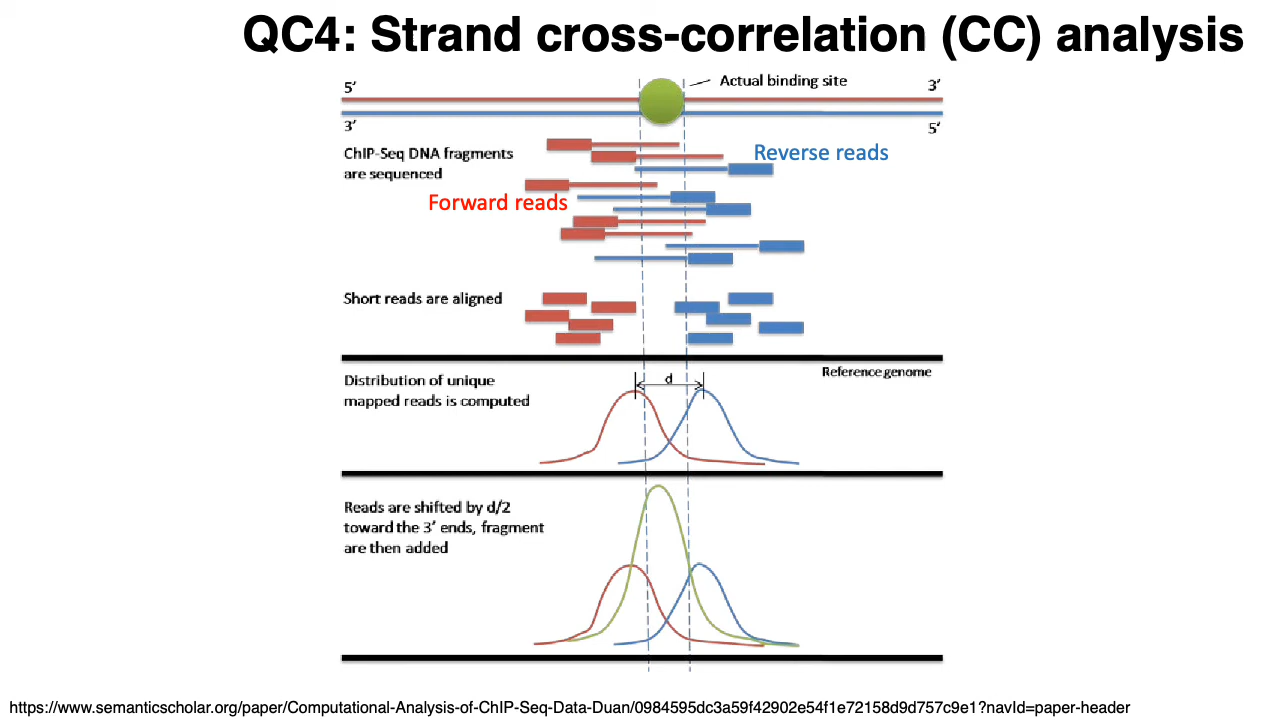 QC4: Strand cross-correlation (CC) analysis
Actual binding site
5’
3’
3’
5’
ChIP-Seq DNA fragments
are sequenced
Reverse reads
Forward reads
Short reads are aligned
Reference genome
Distribution of unique
mapped reads is computed
d
Reads are shifted by d/2
toward the 3’ ends, fragment
are then added
https://www.semanticscholar.org/paper/Computational-Analysis-of-ChIP-Seq-Data-Duan/0984595dc3a59f42902e54f1e72158d9d757c9e1?navId=paper-header